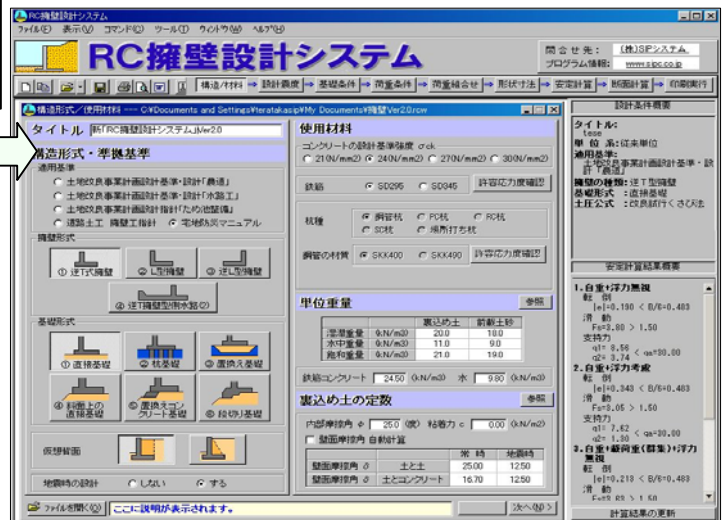 RC擁壁設計システム
ファイル(F) 表示(V) コマンド(C) ツール(T) ウィンドウ(W) ヘルプ(H)
RC擁壁設計システム
問合せ先： (株)SIPシステム
プログラム情報： www.sipc.co.jp
構造/材料 設計震度 基礎条件 荷重条件 荷重組合せ 形状寸法 安定計算 断面計算 印刷実行
構造形式/使用材料 --- C:¥Documents and Settings¥terataka.sip¥My Documents¥擁壁Ver2.0.rcw
タイトル 新「RC擁壁設計システム」Ver2.0
構造形式・準拠基準
適用基準
土地改良事業計画設計基準・設計「農道」
土地改良事業計画設計基準・設計「水路工」
土地改良事業計画設計指針「ため池整備」
道路土工 擁壁工指針 宅地防災マニュアル
擁壁形式
① 逆T式擁壁 ② L型擁壁 ③ 逆L型擁壁
④ 逆T擁壁型(側水路(2)
基礎形式
① 直接基礎 ② 杭基礎 ③ 置換え基礎
④ 斜面上の直接基礎 ⑤ 置換えコンクリート基礎 ⑥ 段切り基礎
仮想背面
地震時の設計 しない する
使用材料
コンクリートの設計基準強度 σck
210(N/mm2) 240(N/mm2) 270(N/mm2) 300(N/mm2)
鉄筋 SD295 SD345 許容応力度確認
杭種 鋼管杭 PC杭 RC杭
SC杭 場所打ち杭
鋼管の材質 SKK400 SKK490 許容応力度確認
単位重量 参照
裏込め土 前載土砂
湿潤重量 (kN/m3) 20.0 18.0
水中重量 (kN/m3) 11.0 9.0
飽和重量 (kN/m3) 21.0 19.0
鉄筋コンクリート 24.50 (kN/m3) 水 9.80 (kN/m3)
裏込め土の定数 参照
内部摩擦角 φ 25.0 (度) 粘着力 c 0.00 (kN/m2)
壁面摩擦角 自動計算
常 時 地震時
壁面摩擦角 δ 土と土 25.00 12.50
壁面摩擦角 δ 土とコンクリート 16.70 12.50
ファイルを開く(O) ここに説明が表示されます。 次へ(N) >
設計条件概要
タイトル：
tese
単 位 系：従来単位
適用基準：
土地改良事業計画設計基準・設計「農道」
擁壁の種類：逆T型擁壁
基礎形式 ：直接基礎
土圧公式 ：改良試行くさび法
安定計算結果概要
1.自重+浮力無視
転 倒
|e|=0.190 < B/6=0.483
滑 動
Fs=3.80 > 1.50
支持力
q1= 8.56
q2= 3.74 < qa=30.00
2.自重+浮力考慮
転 倒
|e|=0.343 < B/6=0.483
滑 動
Fs=3.05 > 1.50
支持力
q1= 7.62
q2= 1.30 < qa=30.00
3.自重+載荷重(群集)+浮力無視
転 倒
|e|=0.213 < B/6=0.483
滑 動
計算結果の更新